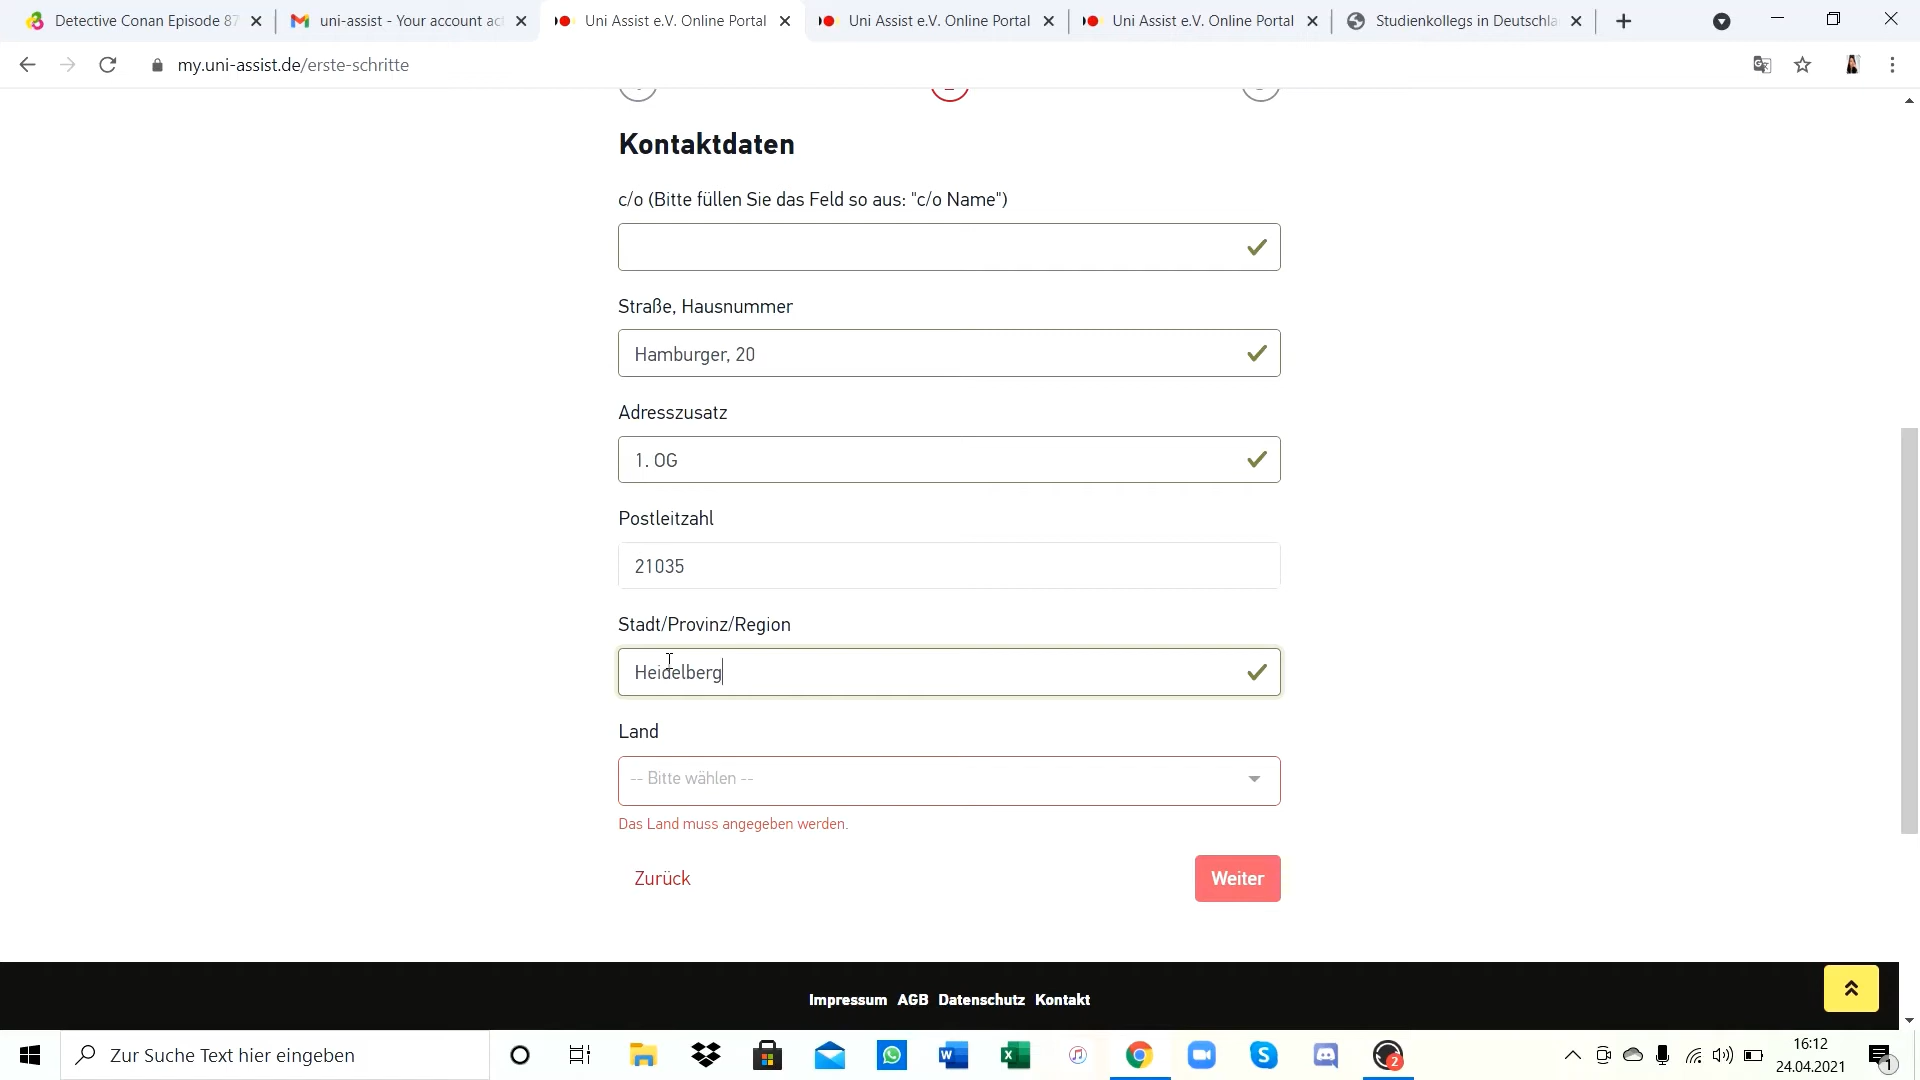 Detective Conan Episode 87
uni-assist - Your account ac
Uni Assist e.V. Online Portal
Uni Assist e.V. Online Portal
Uni Assist e.V. Online Portal
Studienkollegs in Deutschla
my.uni-assist.de/erste-schritte
Kontaktdaten
c/o (Bitte füllen Sie das Feld so aus: "c/o Name")
Straße, Hausnummer
Hamburger, 20
Adresszusatz
1. OG
Postleitzahl
21035
Stadt/Provinz/Region
Heidelberg
Land
-- Bitte wählen --
Das Land muss angegeben werden.
Zurück
Weiter
Impressum AGB Datenschutz Kontakt
Zur Suche Text hier eingeben
2
16:12
24.04.2021
1